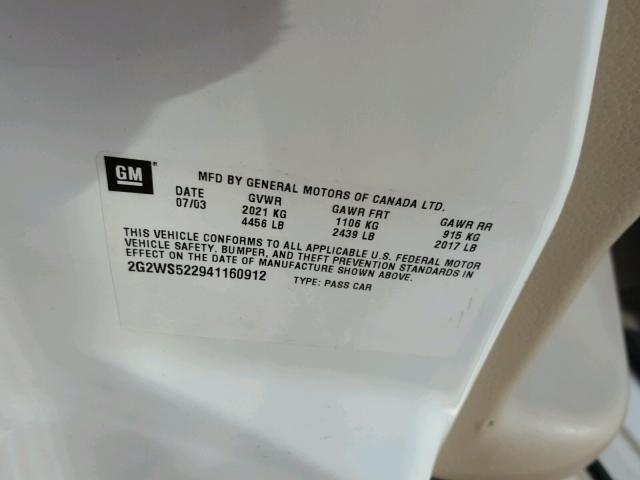 GM ®
MFD BY GENERAL MOTORS OF CANADA LTD.
DATE GVWR GAWR FRT GAWR RR
07/03 2021 KG 1106 KG 915 KG
4456 LB 2439 LB 2017 LB
THIS VEHICLE CONFORMS TO ALL APPLICABLE U.S. FEDERAL MOTOR
VEHICLE SAFETY, BUMPER, AND THEFT PREVENTION STANDARDS IN
EFFECT ON THE DATE OF MANUFACTURE SHOWN ABOVE.
2G2WS522941160912 TYPE: PASS CAR